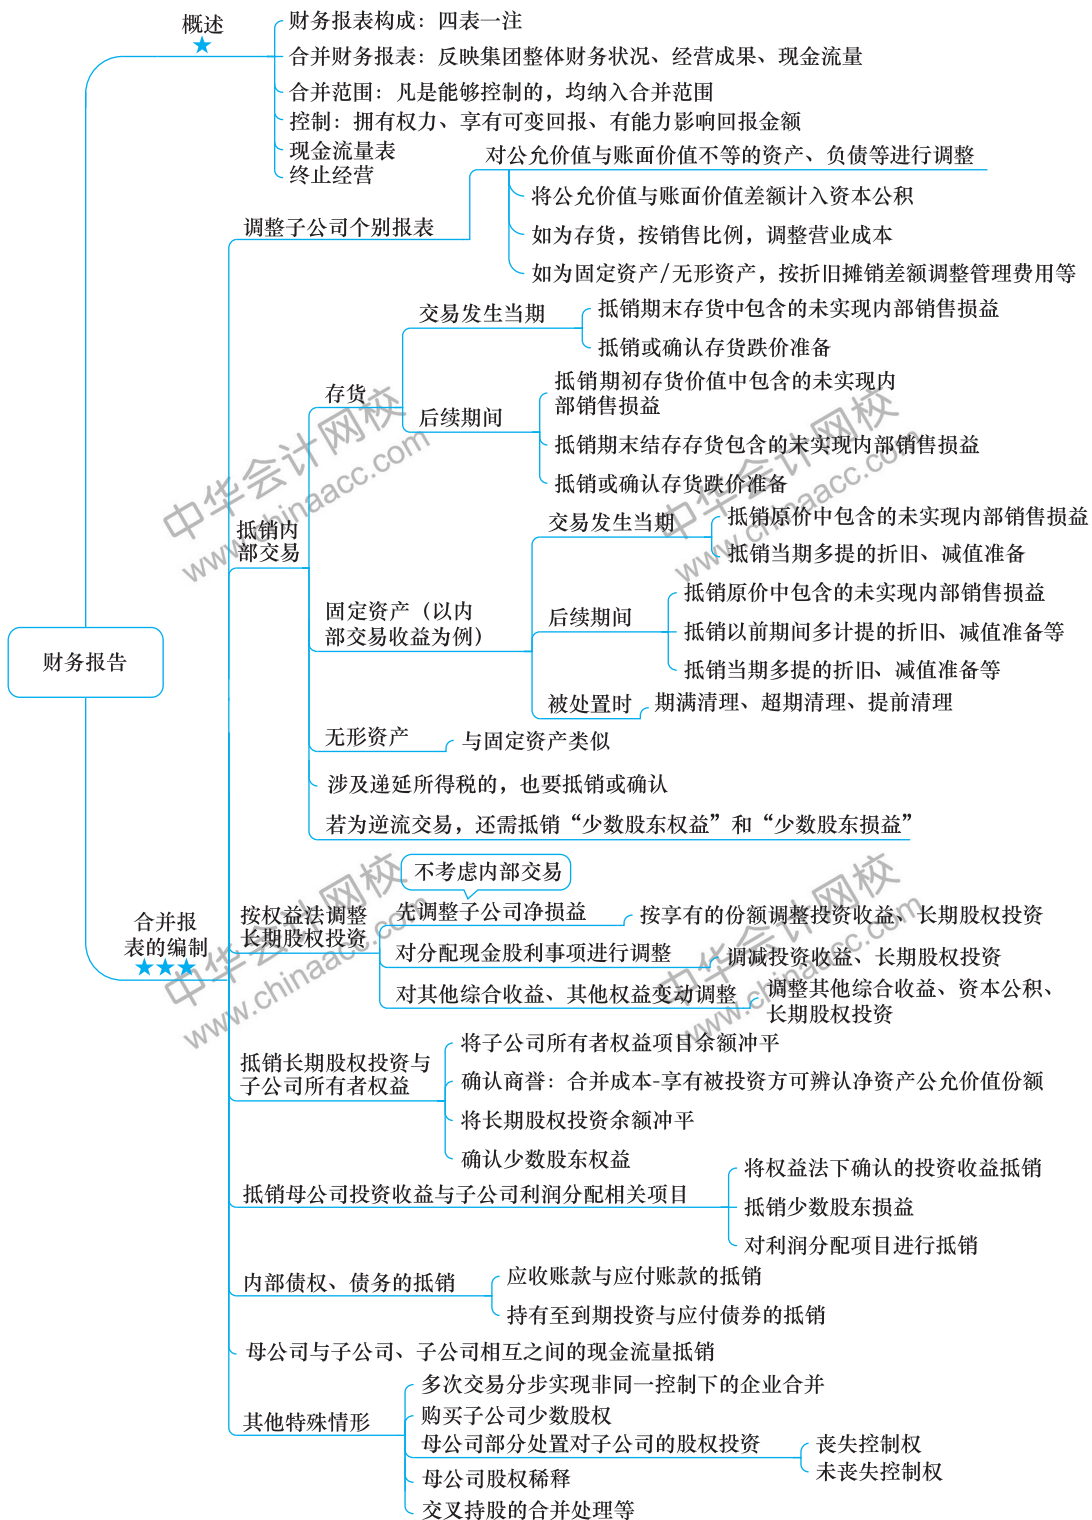 概述
财务报表构成：四表一注
合并财务报表：反映集团整体财务状况、经营成果、现金流量
合并范围：凡是能够控制的，均纳入合并范围
控制：拥有权力、享有可变回报、有能力影响回报金额
现金流量表
终止经营
对公允价值与账面价值不等的资产、负债等进行调整
将公允价值与账面价值差额计入资本公积
调整子公司个别报表
如为存货，按销售比例，调整营业成本
如为固定资产/无形资产，按折旧摊销差额调整管理费用等
交易发生当期
抵销期末存货中包含的未实现内部销售损益
抵销或确认存货跌价准备
存货
后续期间
抵销期初存货价值中包含的未实现内
部销售损益
抵销期末结存存货包含的未实现内部销售损益
抵销或确认存货跌价准备
抵销内
部交易
交易发生当期
抵销原价中包含的未实现内部销售损益
抵销当期多提的折旧、减值准备
固定资产（以内
部交易收益为例）
后续期间
抵销原价中包含的未实现内部销售损益
抵销以前期间多计提的折旧、减值准备等
抵销当期多提的折旧、减值准备等
被处置时
期满清理、超期清理、提前清理
财务报告
无形资产
与固定资产类似
涉及递延所得税的，也要抵销或确认
若为逆流交易，还需抵销“少数股东权益”和“少数股东损益”
不考虑内部交易
合并报
表的编制
按权益法调整
长期股权投资
先调整子公司净损益
按享有的份额调整投资收益、长期股权投资
对分配现金股利事项进行调整
调减投资收益、长期股权投资
对其他综合收益、其他权益变动调整
调整其他综合收益、资本公积、
长期股权投资
抵销长期股权投资与
子公司所有者权益
将子公司所有者权益项目余额冲平
确认商誉：合并成本-享有被投资方可辨认净资产公允价值份额
将长期股权投资余额冲平
确认少数股东权益
抵销母公司投资收益与子公司利润分配相关项目
将权益法下确认的投资收益抵销
抵销少数股东损益
对利润分配项目进行抵销
内部债权、债务的抵销
应收账款与应付账款的抵销
持有至到期投资与应付债券的抵销
母公司与子公司、子公司相互之间的现金流量抵销
其他特殊情形
多次交易分步实现非同一控制下的企业合并
购买子公司少数股权
母公司部分处置对子公司的股权投资
丧失控制权
未丧失控制权
母公司股权稀释
交叉持股的合并处理等
中华会计网校
www.chinaacc.com
中华会计网校
www.chinaacc.com
中华会计网校
www.chinaacc.com
中华会计网校
www.chinaacc.com